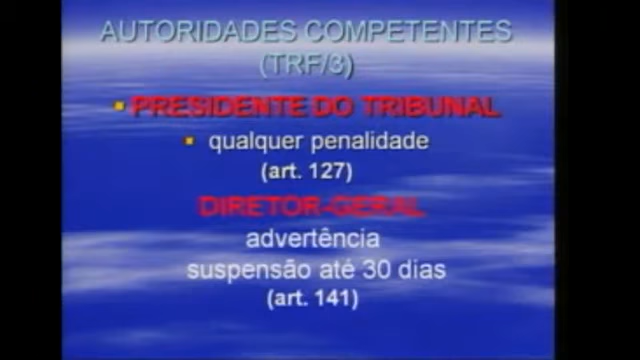 AUTORIDADES COMPETENTES
(TRF/3)
PRESIDENTE DO TRIBUNAL
qualquer penalidade
(art. 127)
DIRETOR-GERAL
advertência
suspensão até 30 dias
(art. 141)